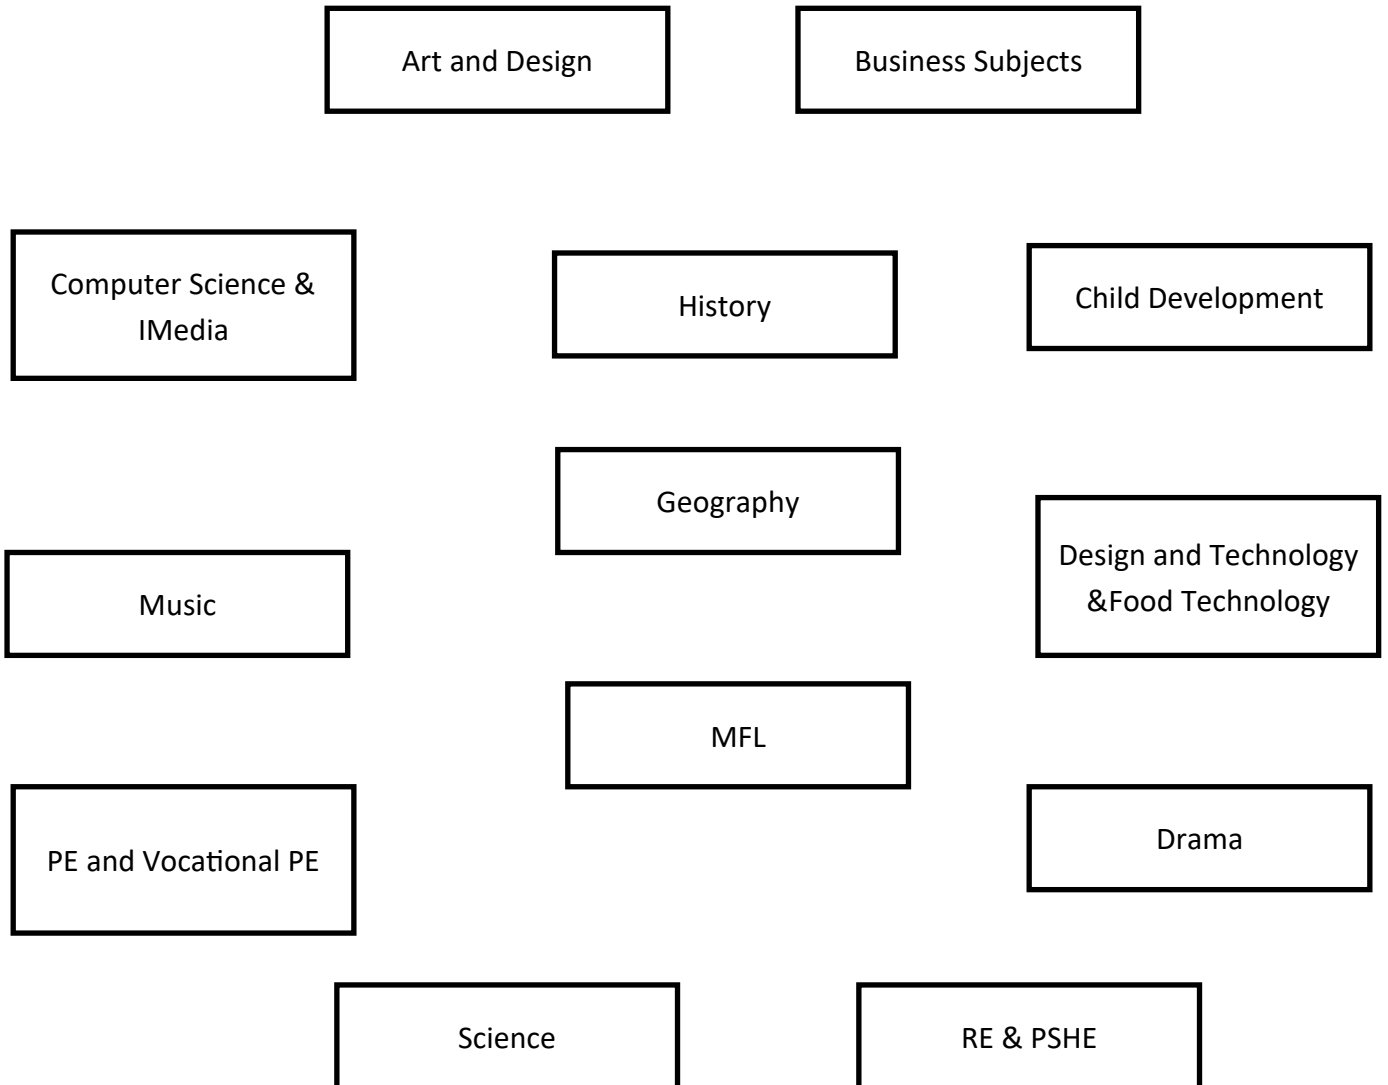 Art and Design
Business Subjects
Computer Science &
IMedia
History
Child Development
Geography
Design and Technology
&Food Technology
Music
MFL
PE and Vocational PE
Drama
Science
RE & PSHE